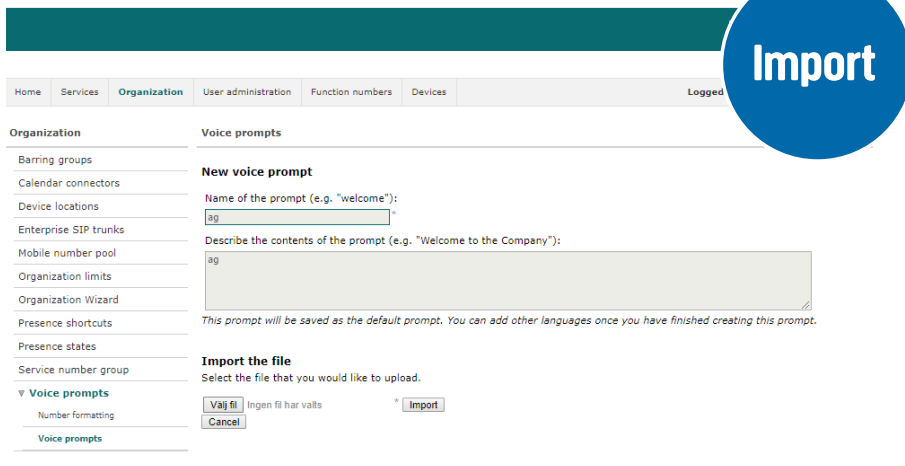 Import
Home Services Organization User administration Function numbers Devices Logged
Organization
Barring groups
Calendar connectors
Device locations
Enterprise SIP trunks
Mobile number pool
Organization limits
Organization Wizard
Presence shortcuts
Presence states
Service number group
Voice prompts
Number formatting
Voice prompts
Voice prompts
New voice prompt
Name of the prompt (e.g. "welcome"):
ag *
Describe the contents of the prompt (e.g. "Welcome to the Company"):
ag
This prompt will be saved as the default prompt. You can add other languages once you have finished creating this prompt.
Import the file
Select the file that you would like to upload.
Välj fil Ingen fil har valts * Import
Cancel